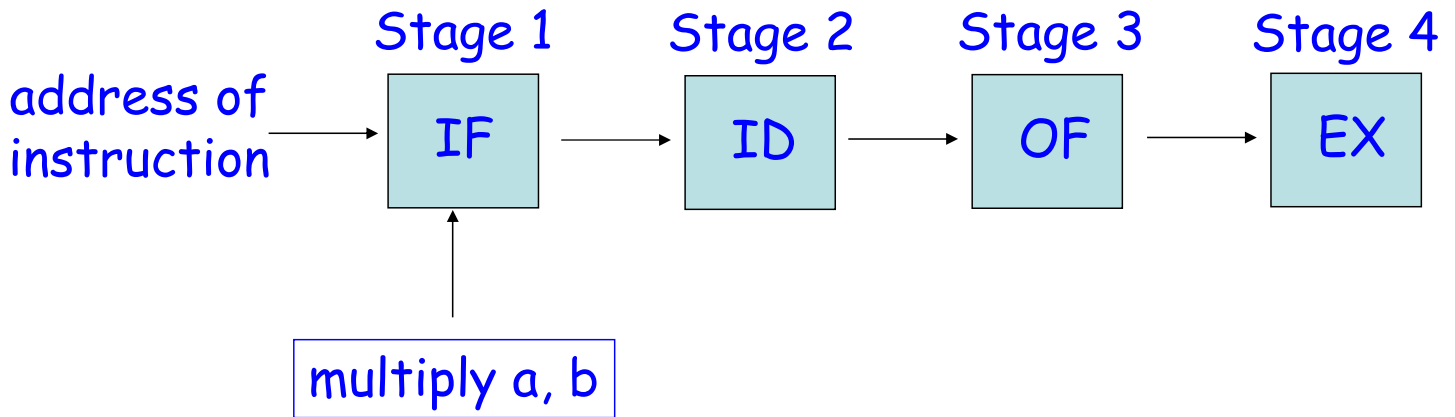 Stage 1 Stage 2 Stage 3 Stage 4
address of
instruction
IF ID OF EX
multiply a, b